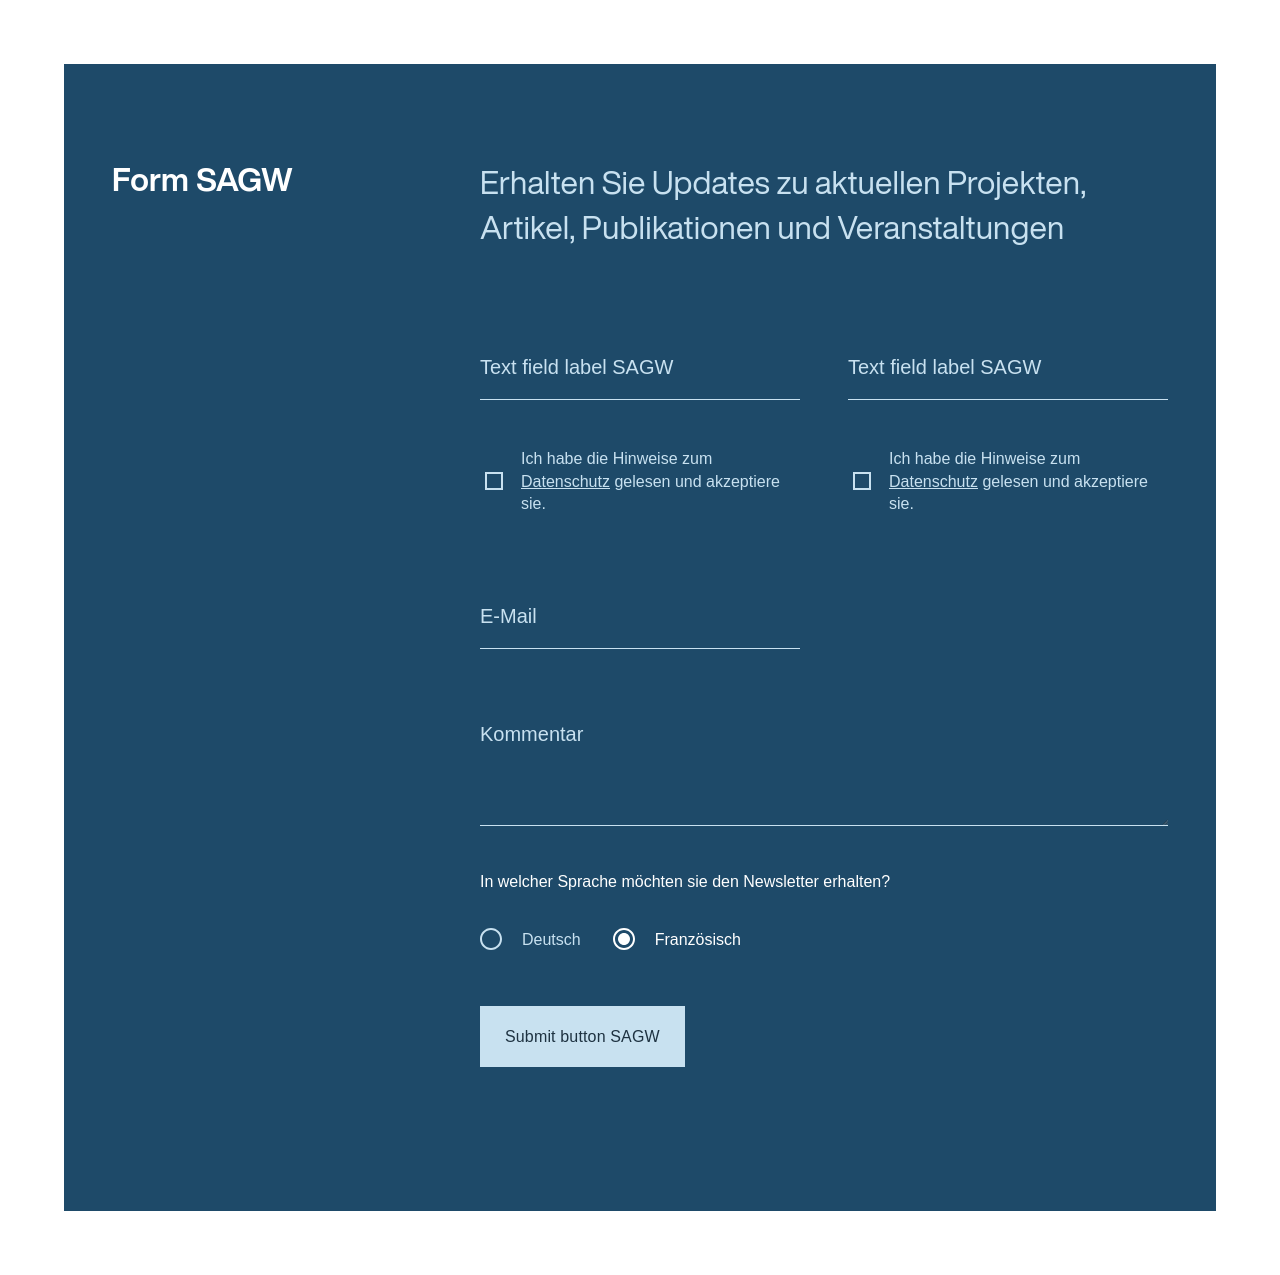 Form SAGW
Erhalten Sie Updates zu aktuellen Projekten,
Artikel, Publikationen und Veranstaltungen
Text field label SAGW
Text field label SAGW
Ich habe die Hinweise zum
Datenschutz gelesen und akzeptiere
sie.
Ich habe die Hinweise zum
Datenschutz gelesen und akzeptiere
sie.
E-Mail
Kommentar
In welcher Sprache möchten sie den Newsletter erhalten?
Deutsch
Französisch
Submit button SAGW